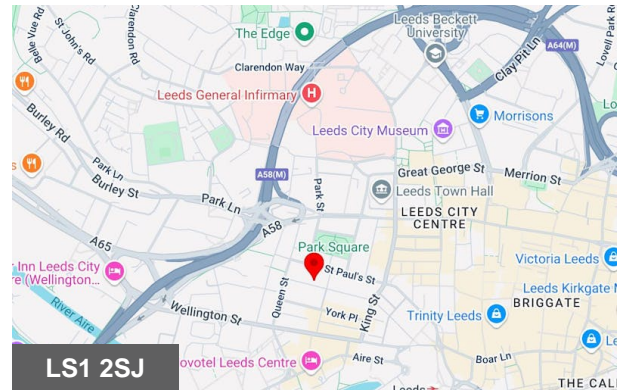 The Edge
Leeds Beckett
University
A64(M)
Clarendon Rd
Belle Vue Rd
St John's Rd
Clay Pit Ln
Lovell Park Rd
Clarendon Way
Leeds General Infirmary
H
Morrisons
Burley Rd
Leeds City Museum
Great George St
Merrion St
Park Ln
Burley St
A58(M)
Park St
Leeds Town Hall
Park Ln
LEEDS CITY
CENTRE
A58
A65
Park Square
St Paul's St
Victoria Leeds
r Inn Leeds City
re (Wellington...
Queen St
King St
Leeds Kirkgate M
BRIGGATE
River Aire
Wellington St
York Pl
Trinity Leeds
LS1 2SJ
ovotel Leeds Centre
Aire St
Boar Ln
Leeds
THE CAL